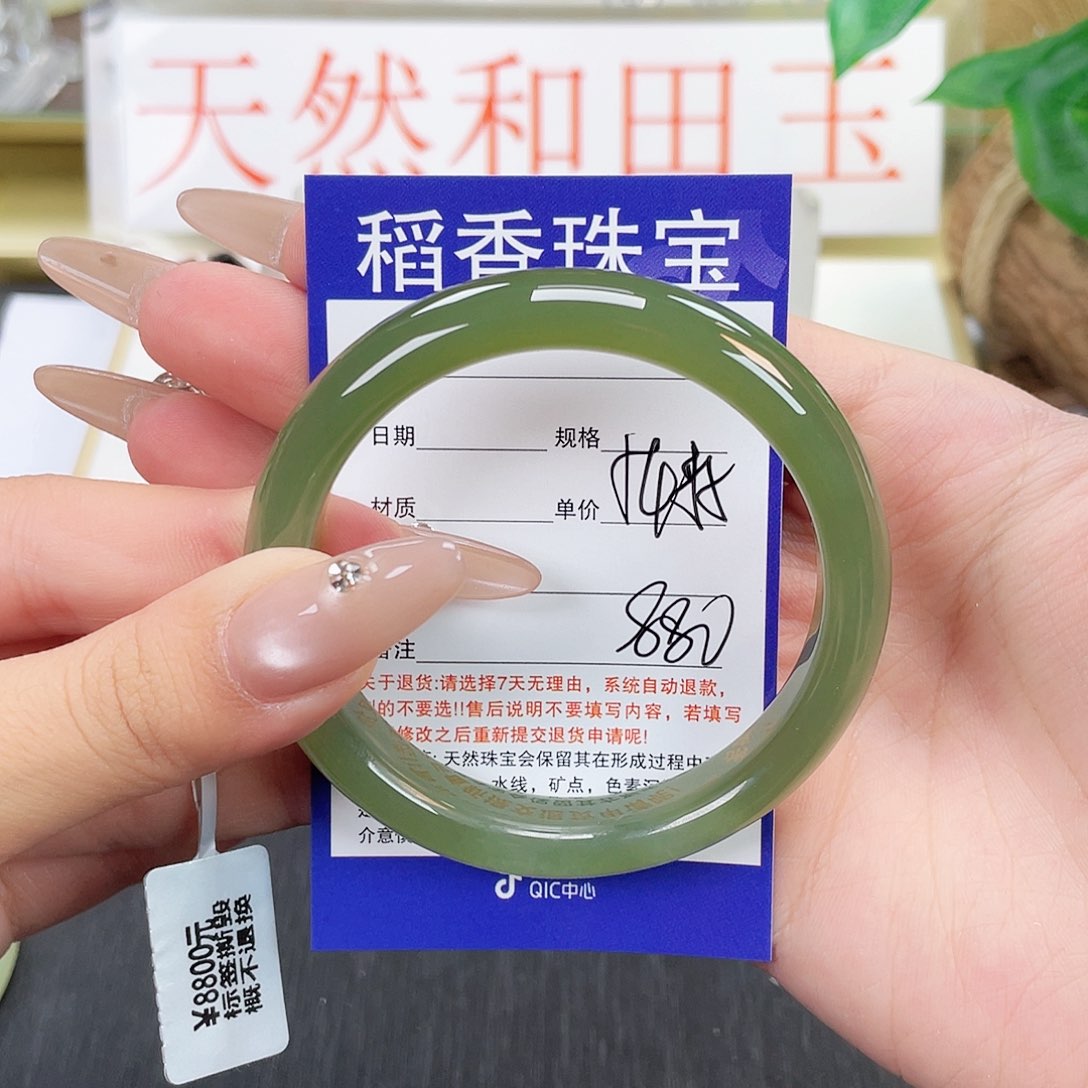 天然和田玉
稻香珠宝
日期 规格
材质 单价
880
注
于退货:请选择7天无理由，系统自动退款，
的不要选!!售后说明不要填写内容，若填写
修改之后重新提交退货申请呢!
天然珠宝会保留其在形成过程中
水线，矿点，色素
介意
QIC中心
¥8800元
标签撕毁
概不退换